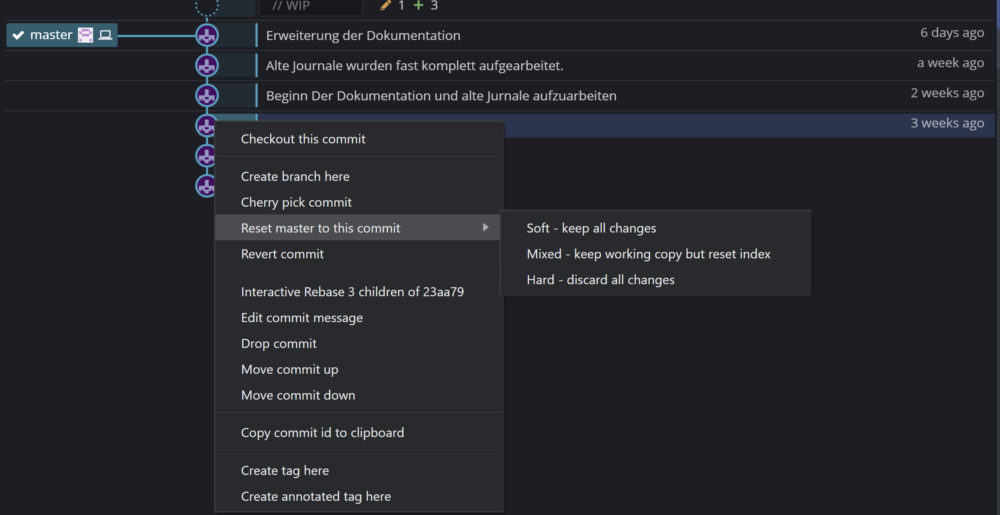 // WIP 1 3
master Erweiterung der Dokumentation 6 days ago
Alte Journale wurden fast komplett aufgearbeitet. a week ago
Beginn Der Dokumentation und alte Jurnale aufzuarbeiten 2 weeks ago
3 weeks ago
Checkout this commit
Create branch here
Cherry pick commit
Reset master to this commit
Revert commit
Interactive Rebase 3 children of 23aa79
Edit commit message
Drop commit
Move commit up
Move commit down
Copy commit id to clipboard
Create tag here
Create annotated tag here
Soft - keep all changes
Mixed - keep working copy but reset index
Hard - discard all changes